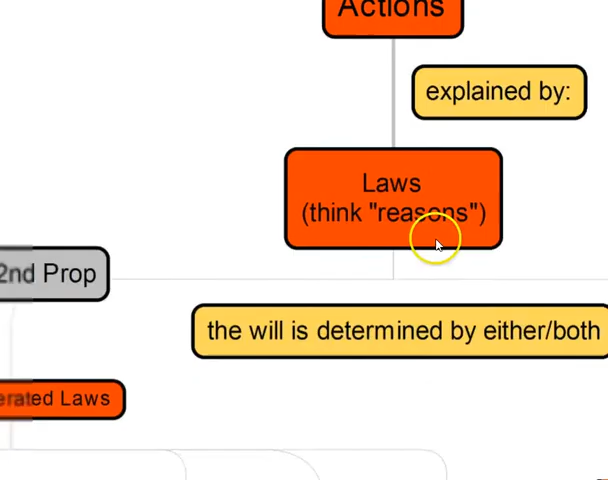 Actions
explained by:
Laws
(think "reasons")
2nd Prop
the will is determined by either/both
erated Laws